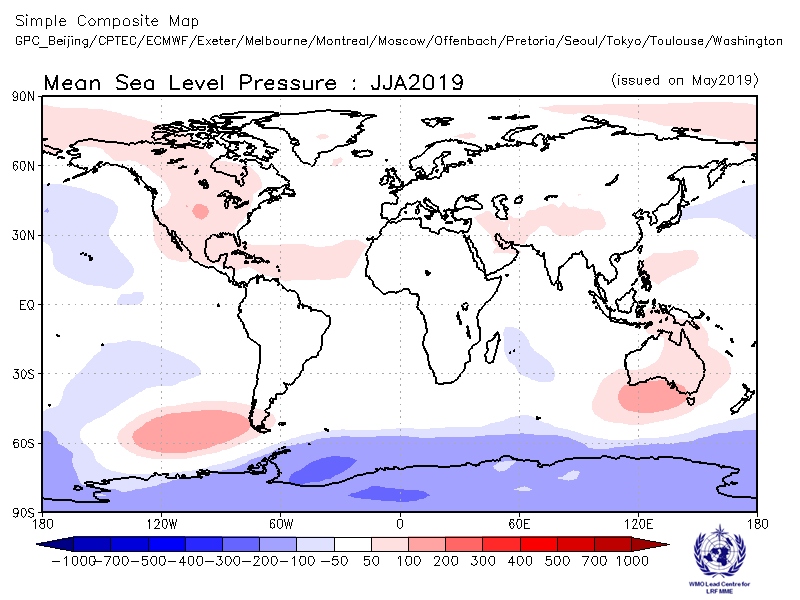 Simple Composite Map
GPC_Beijing/CPTEC/ECMWF/Exeter/Melbourne/Montreal/Moscow/Offenbach/Pretoria/Seoul/Tokyo/Toulouse/Washington
Mean Sea Level Pressure : JJA2019
(issued on May2019)
90N
60N
30N
EQ
30S
60S
90S
180 120W 60W 0 60E 120E 180
-1000 -700 -500 -400 -300 -200 -100 -50 50 100 200 300 400 500 700 1000
WMO Lead Centre for
LRF MME